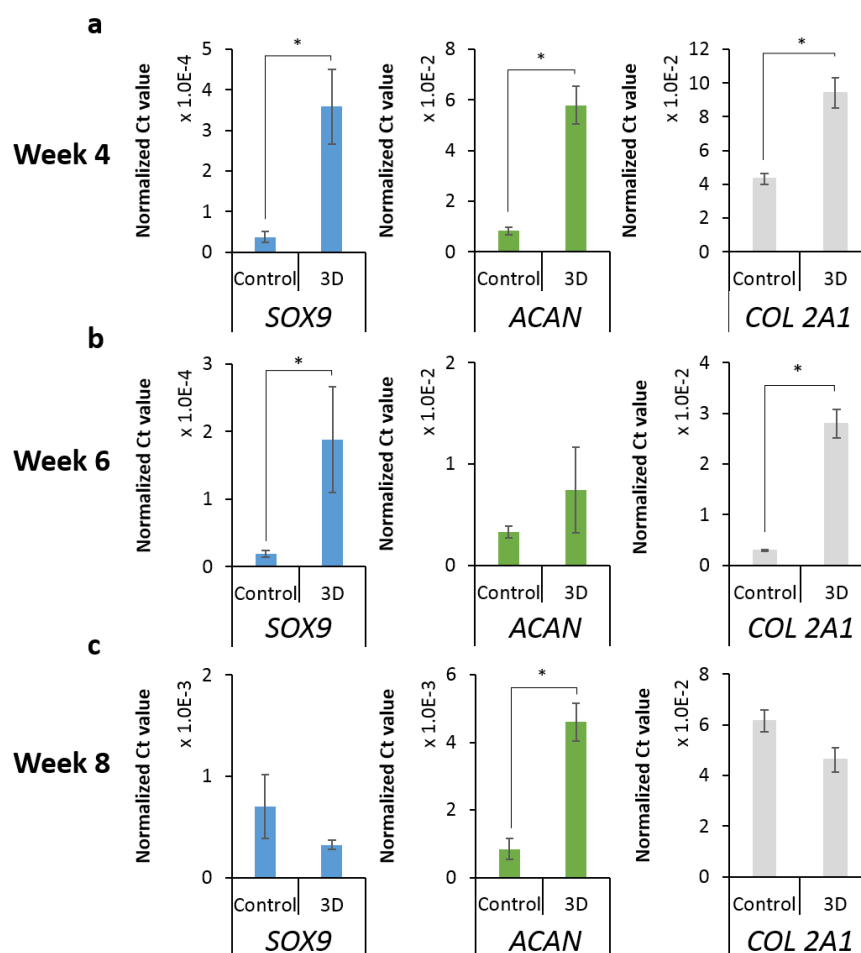 a
Week 4
Normalized Ct value
x 1.0E-4
5
4
3
2
1
0
*
Control
3D
SOX9
Normalized Ct value
x 1.0E-2
8
6
4
2
0
*
Control
3D
ACAN
Normalized Ct value
x 1.0E-2
12
10
8
6
4
2
0
*
Control
3D
COL 2A1
b
Week 6
Normalized Ct value
x 1.0E-4
3
2
1
0
*
Control
3D
SOX9
Normalized Ct value
x 1.0E-2
2
1
0
Control
3D
ACAN
Normalized Ct value
x 1.0E-2
4
3
2
1
0
*
Control
3D
COL 2A1
c
Week 8
Normalized Ct value
x 1.0E-3
2
1
0
Control
3D
SOX9
Normalized Ct value
x 1.0E-3
6
4
2
0
*
Control
3D
ACAN
Normalized Ct value
x 1.0E-2
8
6
4
2
0
Control
3D
COL 2A1